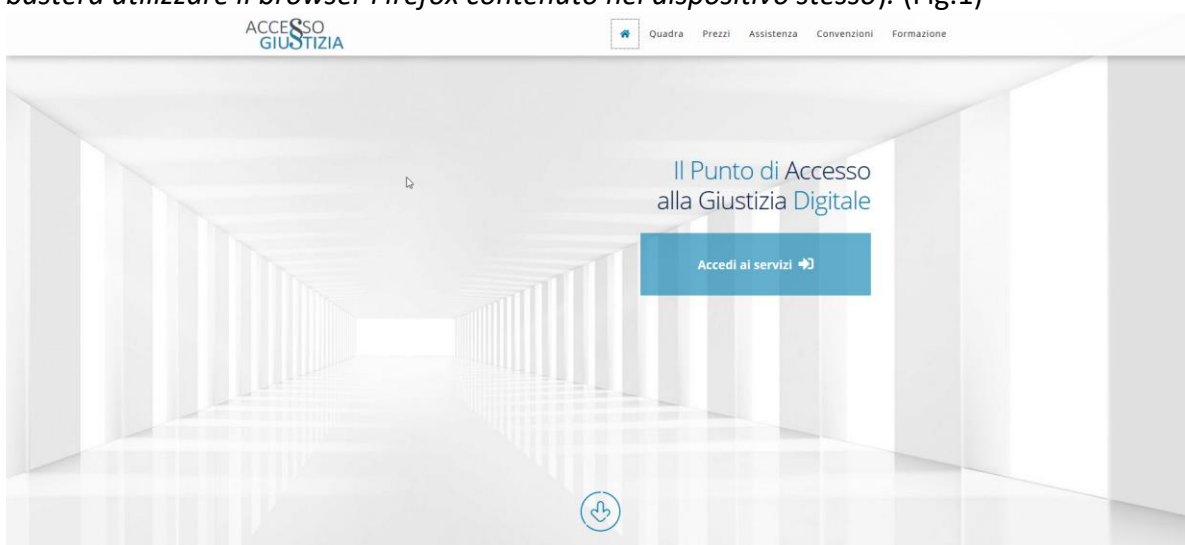 basterà utilizzare il browser Firefox contenuto nel dispositivo stesso). (Fig.1)
ACCESSO
GIUSTIZIA
Quadra Prezzi Assistenza Convenzioni Formazione
Il Punto di Accesso
alla Giustizia Digitale
Accedi ai servizi